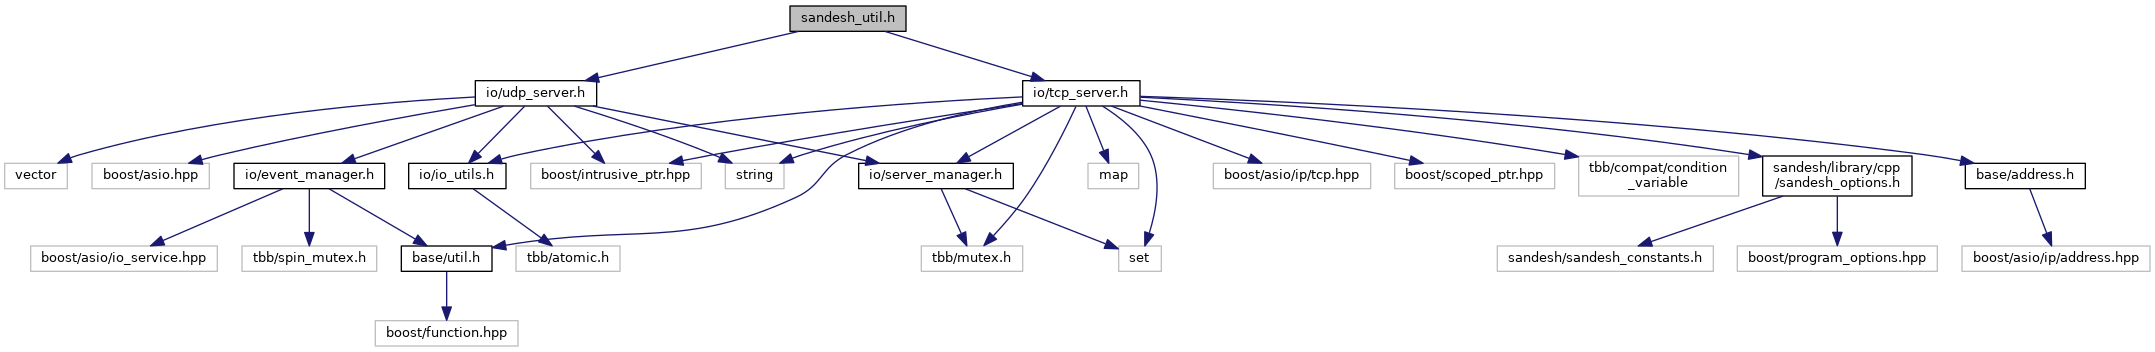 sandesh_util.h
io/udp_server.h
io/tcp_server.h
vector
boost/asio.hpp
io/event_manager.h
io/io_utils.h
boost/intrusive_ptr.hpp
string
io/server_manager.h
map
boost/asio/ip/tcp.hpp
boost/scoped_ptr.hpp
tbb/compat/condition
_variable
sandesh/library/cpp
/sandesh_options.h
base/address.h
boost/asio/io_service.hpp
tbb/spin_mutex.h
base/util.h
tbb/atomic.h
tbb/mutex.h
set
sandesh/sandesh_constants.h
boost/program_options.hpp
boost/asio/ip/address.hpp
boost/function.hpp